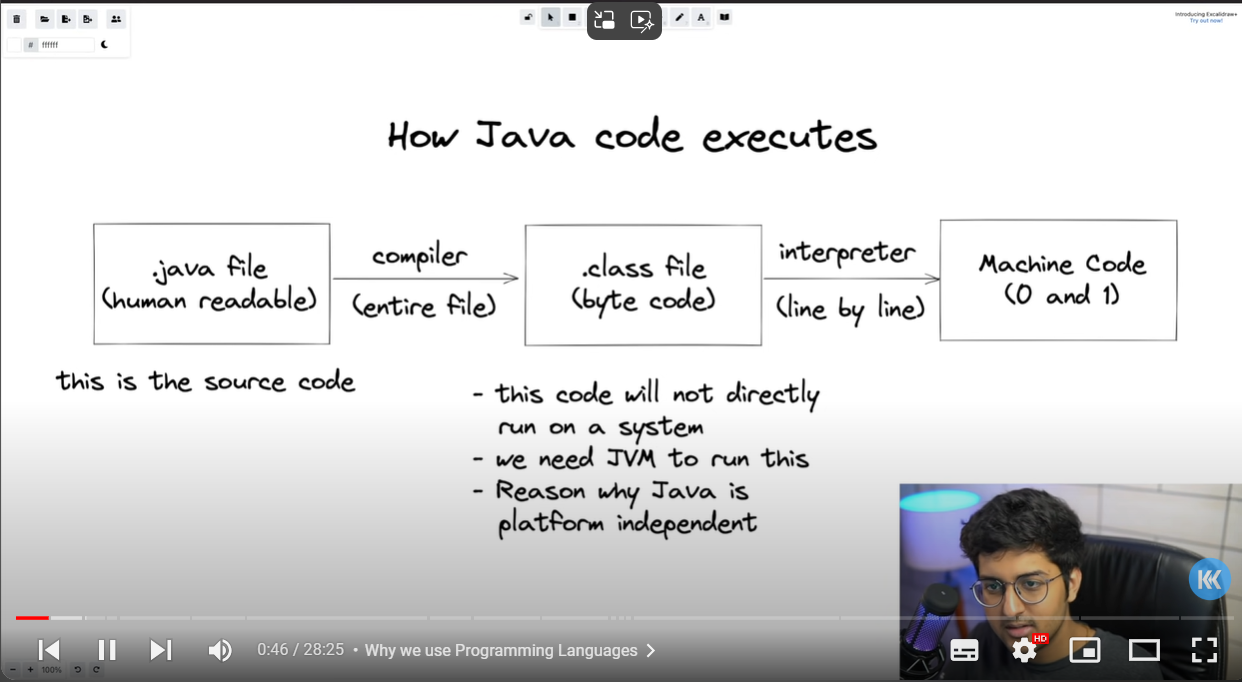 Introducing Excalidraw+
Try out now!
# ffffff
How Java code executes
.java file
(human readable)
compiler
(entire file)
.class file
(byte code)
interpreter
(line by line)
Machine Code
(0 and 1)
this is the source code
- this code will not directly
run on a system
- we need JVM to run this
- Reason why Java is
platform independent
KK
0:46 / 28:25 • Why we use Programming Languages
HD
- + 100%